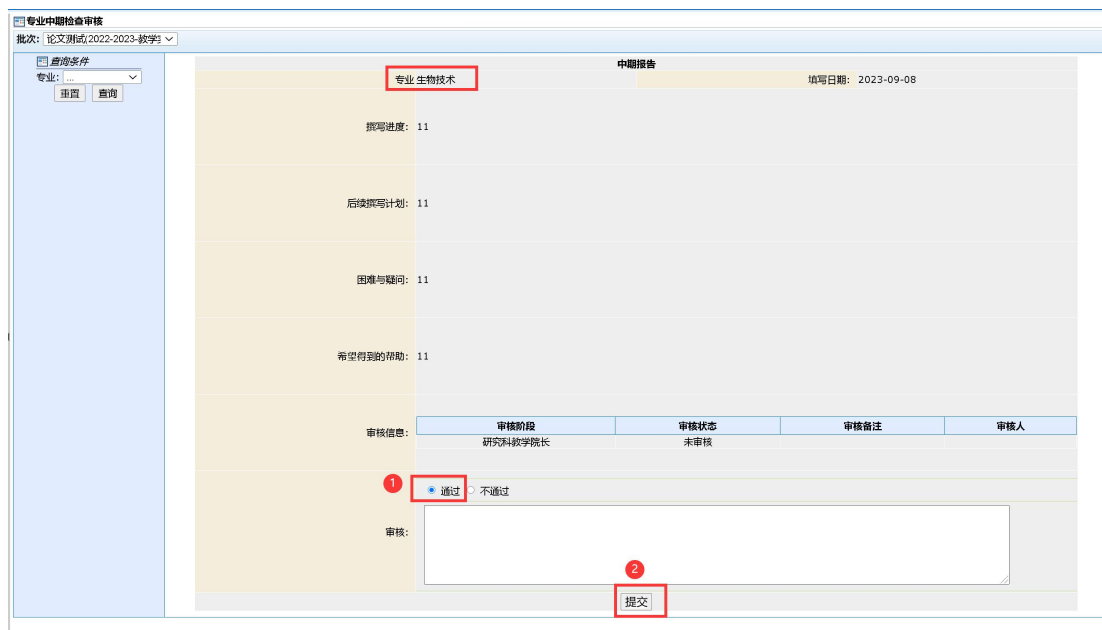 专业中期检查审核
批次: 论文测试(2022-2023-教学
查询条件
专业: ...
重置 查询
中期报告
专业 生物技术 填写日期: 2023-09-08
撰写进度: 11
后续撰写计划: 11
困难与疑问: 11
希望得到的帮助: 11
审核信息:
审核阶段 审核状态 审核备注 审核人
研究科教学院长 未审核
1 通过 不通过
审核:
2
提交